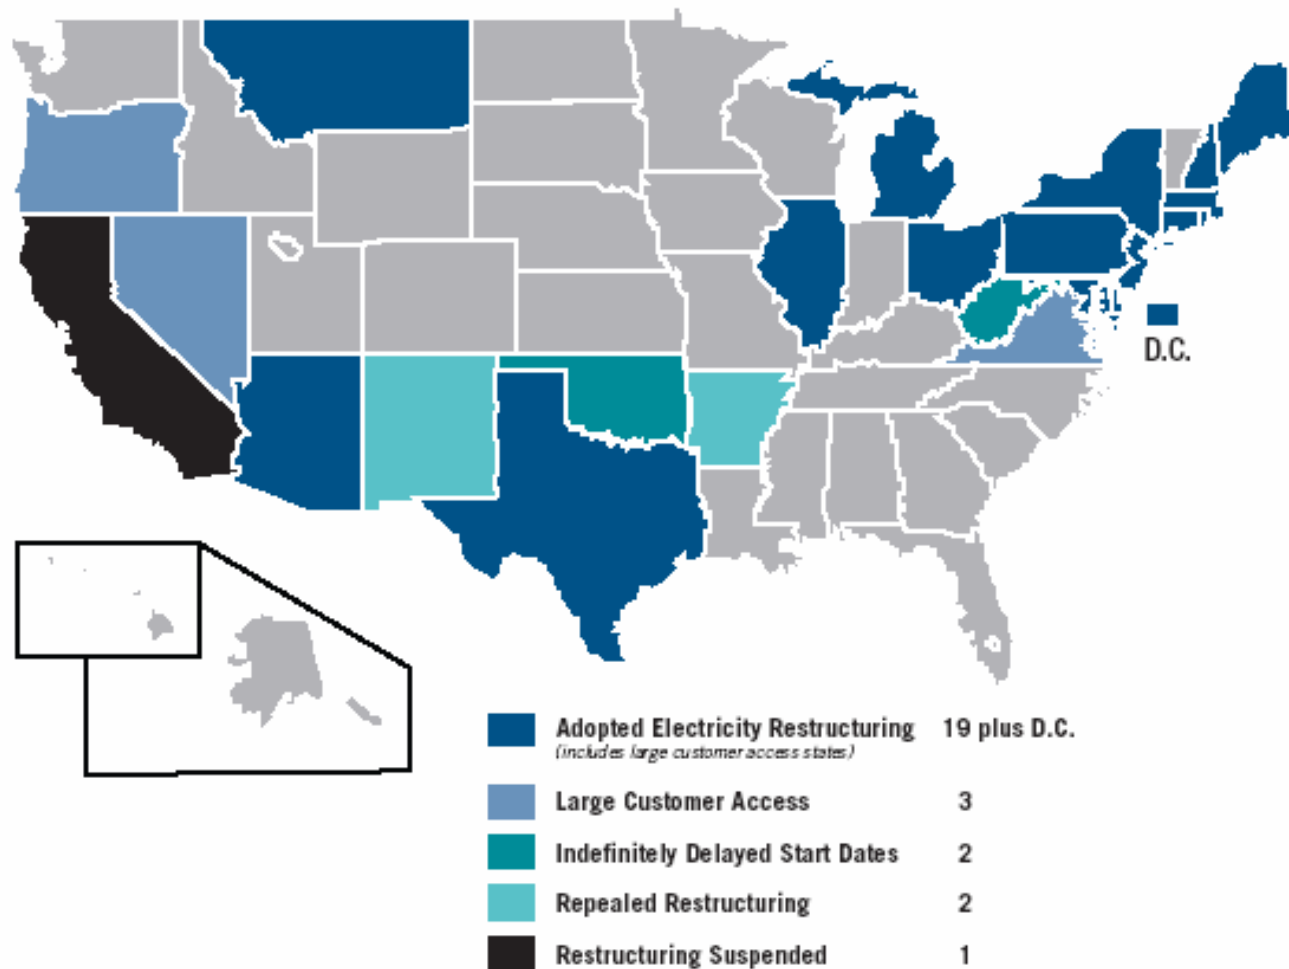 D.C.
Adopted Electricity Restructuring 19 plus D.C.
(includes large customer access states)
Large Customer Access 3
Indefinitely Delayed Start Dates 2
Repealed Restructuring 2
Restructuring Suspended 1